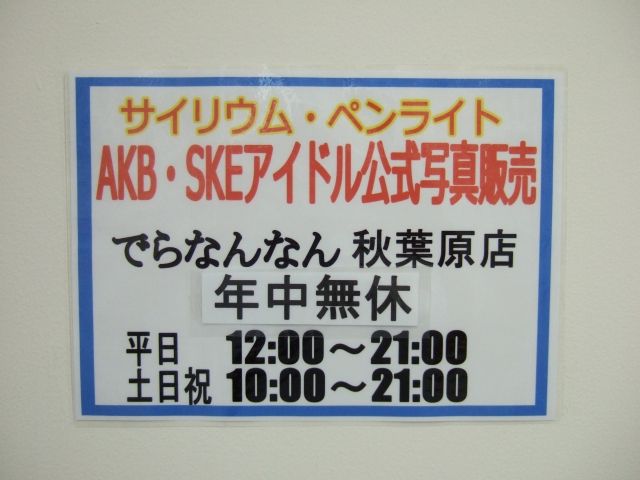 サイリウム・ペンライト
AKB・SKEアイドル公式写真販売
でらなんなん 秋葉原店
年中無休
平日 12:00～21:00
土日祝 10:00～21:00